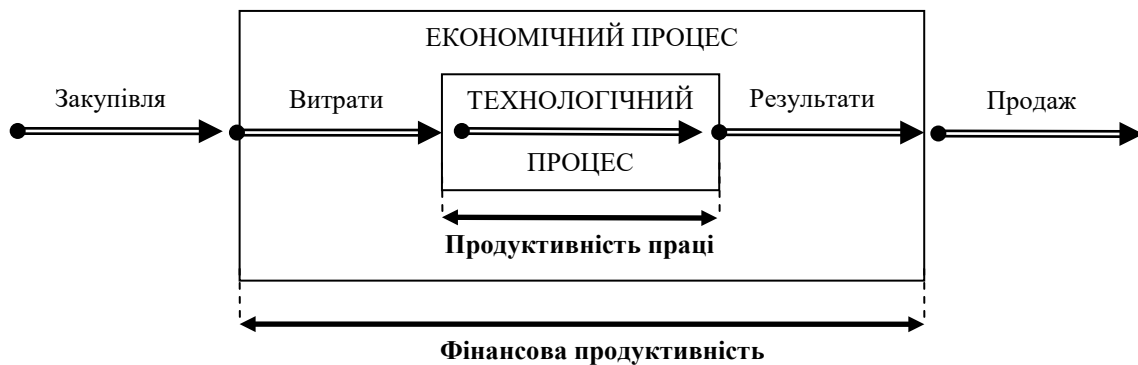 ЕКОНОМІЧНИЙ ПРОЦЕС
Закупівля
Витрати
ТЕХНОЛОГІЧНИЙ
ПРОЦЕС
Результати
Продаж
Продуктивність праці
Фінансова продуктивність